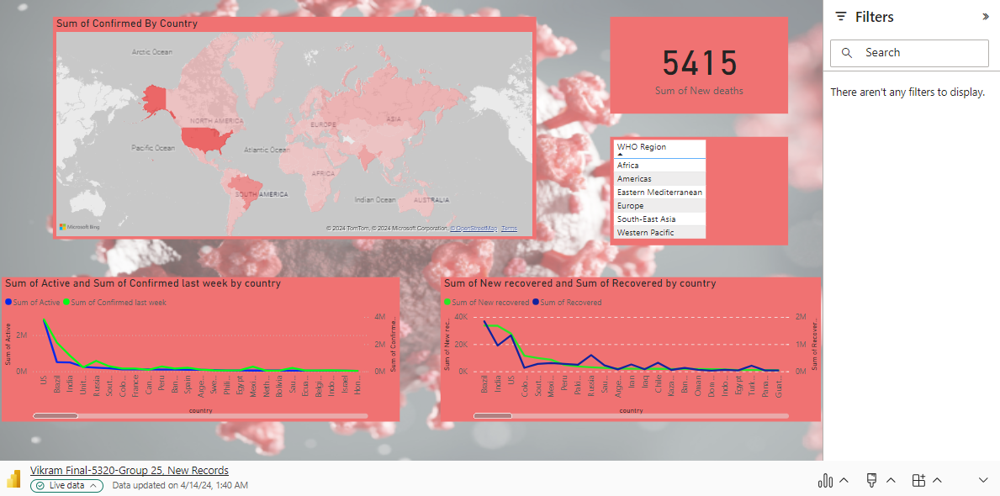 Sum of Confirmed By Country
Arctic Ocean
NORTH AMERICA
EUROPE
ASIA
Pacific Ocean
Atlantic Ocean
AFRICA
SOUTH AMERICA
Indian Ocean
AUSTRALIA
Microsoft Bing
© 2024 TomTom, © 2024 Microsoft Corporation, © OpenStreetMap Terms
5415
Sum of New deaths
WHO Region
Africa
Americas
Eastern Mediterranean
Europe
South-East Asia
Western Pacific
Filters
Search
There aren't any filters to display.
Sum of Active and Sum of Confirmed last week by country
Sum of Active
Sum of Confirmed last week
Sum of Active
2M
0M
4M
2M
0M
Sum of Confirme...
US
Brazil
India
Unit...
Russia
Sout...
Colo...
France
Can...
Peru
Ban...
Spain
Arge...
Swe...
Phili...
Egypt
Mexi...
Neth...
Bolivia
Sau...
Ecua...
Belgi...
Indo...
Israel
Hon...
country
Sum of New recovered and Sum of Recovered by country
Sum of New recovered
Sum of Recovered
Sum of New rec...
40K
20K
0K
2M
1M
0M
Sum of Recover...
Brazil
India
US
Colo...
Sout...
Mexi...
Peru
Paki...
Russia
Sau...
Arge...
Iran
Iraq
Chile
Kaza...
Ban...
Oman
Dom...
Indo...
Egypt
Turk...
Pana...
Guat...
country
Vikram Final-5320-Group 25, New Records
Live data
Data updated on 4/14/24, 1:40 AM